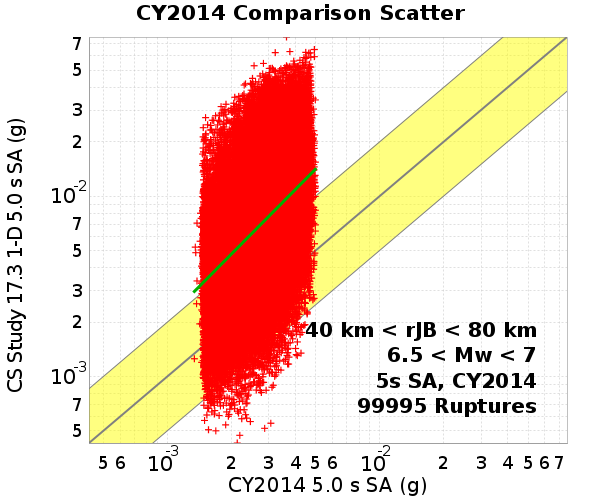 CY2014 Comparison Scatter
CS Study 17.3 1-D 5.0 s SA (g)
7
5
3
2
10-2
7
5
3
2
10-3
7
5
40 km < rJB < 80 km
6.5 < Mw < 7
5s SA, CY2014
99995 Ruptures
5 6 10-3 2 3 4 5 6 10-2 2 3 4 5 6 7
CY2014 5.0 s SA (g)